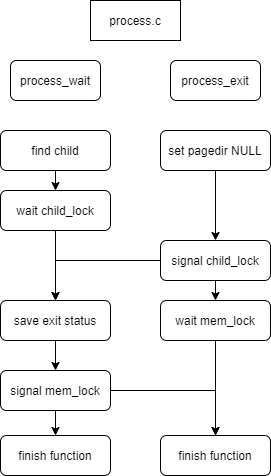 process.c
process_wait
process_exit
find child
set pagedir NULL
wait child_lock
signal child_lock
save exit status
wait mem_lock
signal mem_lock
finish function
finish function